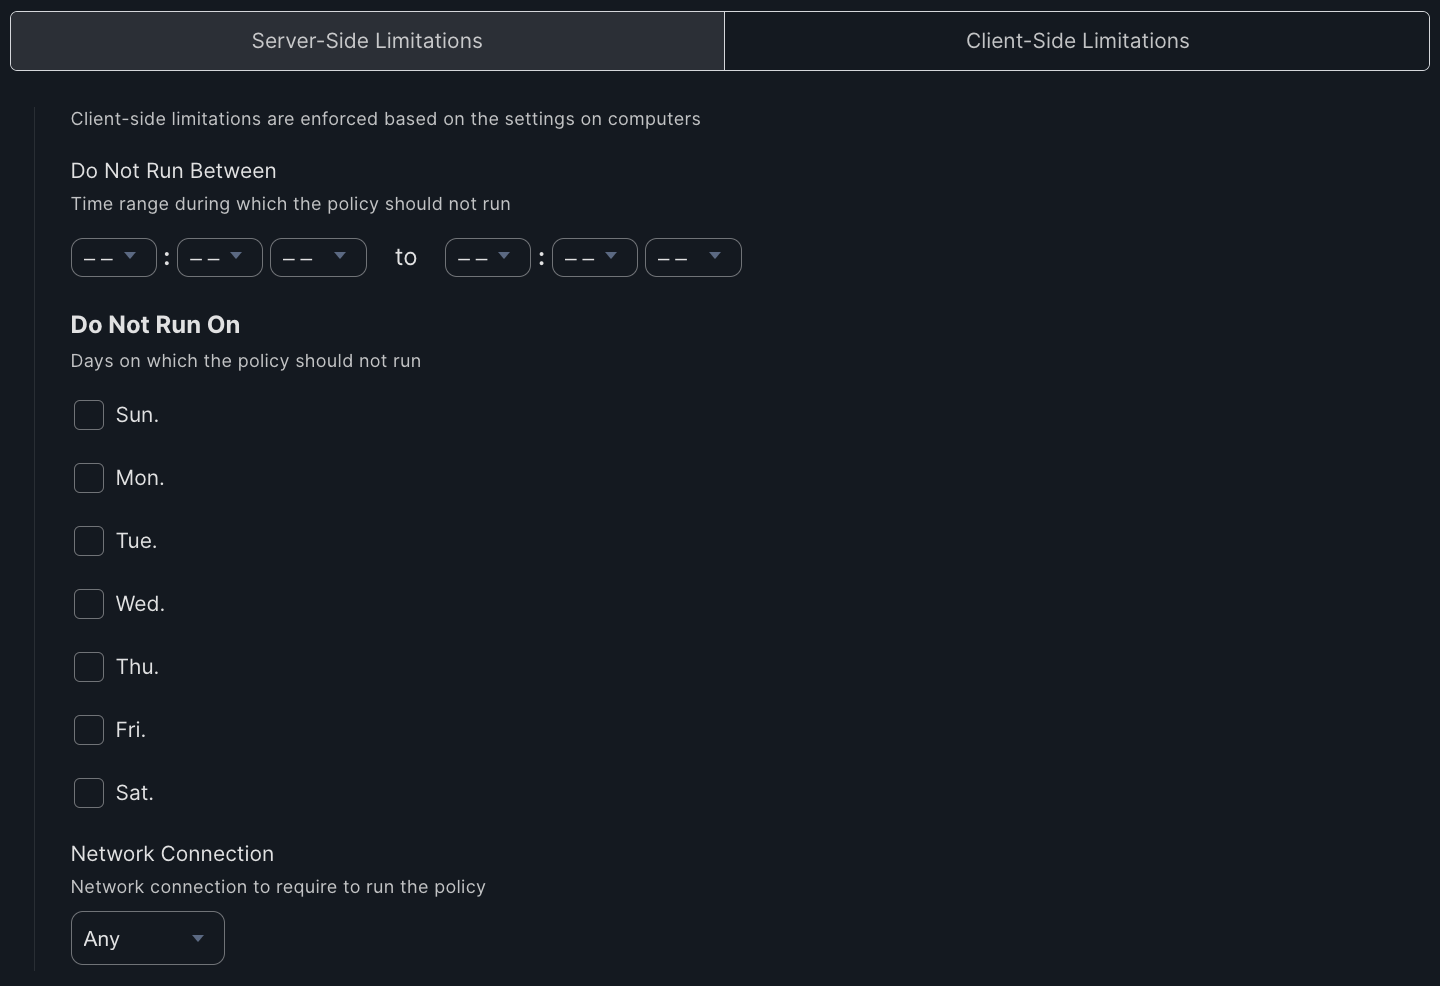 Server-Side Limitations
Client-Side Limitations
Client-side limitations are enforced based on the settings on computers
Do Not Run Between
Time range during which the policy should not run
-- : -- -- to -- : -- --
Do Not Run On
Days on which the policy should not run
Sun.
Mon.
Tue.
Wed.
Thu.
Fri.
Sat.
Network Connection
Network connection to require to run the policy
Any